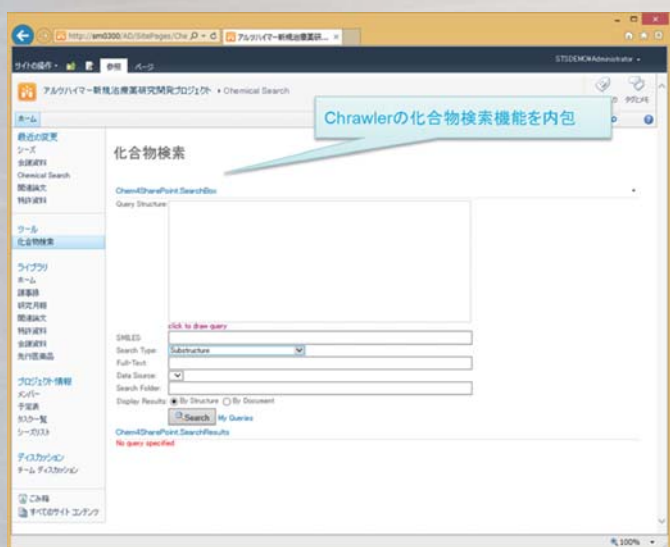 http://sm0300/AD/SitePages/Che
アルツハイマー新規治療薬研...
STSDEMO¥Administrator
サイトの操作
参照
ページ
アルツハイマー新規治療薬研究開発プロジェクト ▸ Chemical Search
タグとメモ
ホーム
Chrawlerの化合物検索機能を内包
最近の変更
シーズ
会議資料
Chemical Search
関連論文
特許資料
ツール
化合物検索
ライブラリ
ホーム
議事録
研究月報
関連論文
特許資料
会議資料
先行医薬品
プロジェクト情報
メンバー
予定表
タスク一覧
シーズリスト
ディスカッション
チーム ディスカッション
ごみ箱
すべてのサイト コンテンツ
化合物検索
Chem4SharePoint.SearchBox
Query Structure:
click to draw query
SMILES:
Search Type: Substructure
Full-Text:
Data Source:
Search Folder:
Display Results: By Structure By Document
Search My Queries
Chem4SharePoint.SearchResults
No query specified
100%